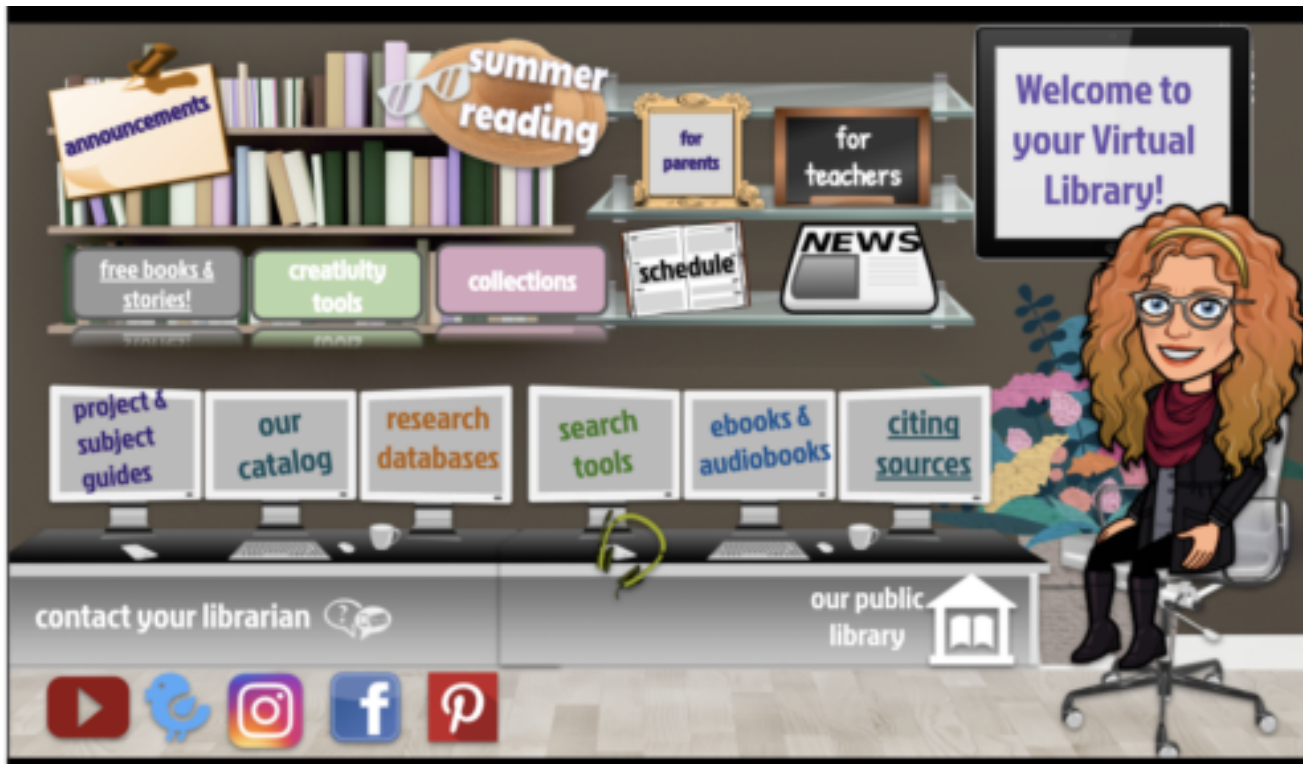 announcements
summer
reading
for
parents
for
teachers
Welcome to
your Virtual
Library!
free books &
stories!
creativity
tools
collections
schedule
NEWS
project &
subject
guides
our
catalog
research
databases
search
tools
ebooks &
audiobooks
citing
sources
contact your librarian
?
our public
library